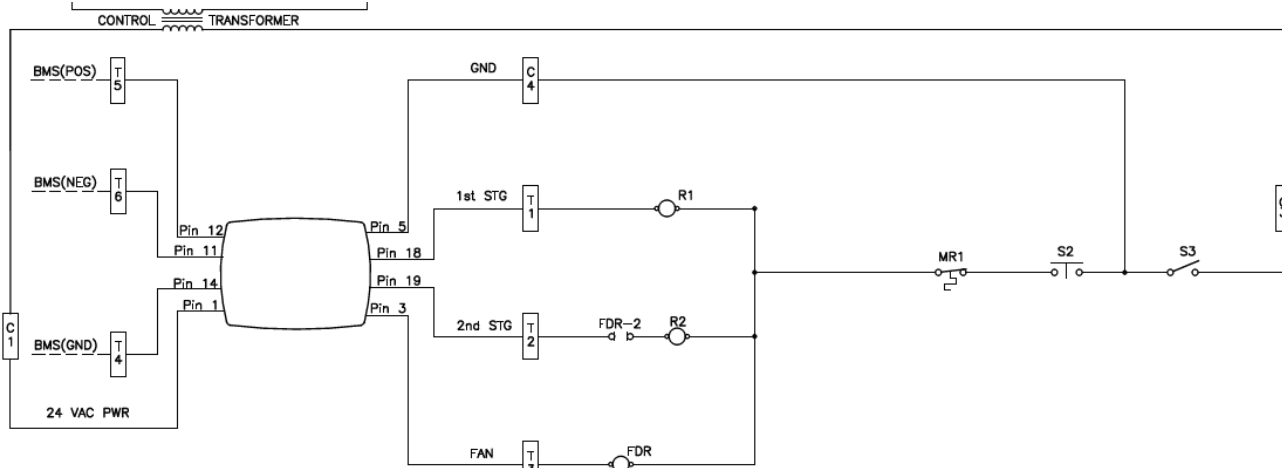 CONTROL TRANSFORMER
BMS(POS)
T
5
GND
C
4
BMS(NEG)
T
6
1st STG
T
1
R1
Pin 12
Pin 5
Pin 11
Pin 18
MR1
S2
S3
Pin 14
Pin 19
Pin 1
Pin 3
C
1
BMS(GND)
T
4
2nd STG
T
2
FDR-2
R2
24 VAC PWR
FAN
T
FDR